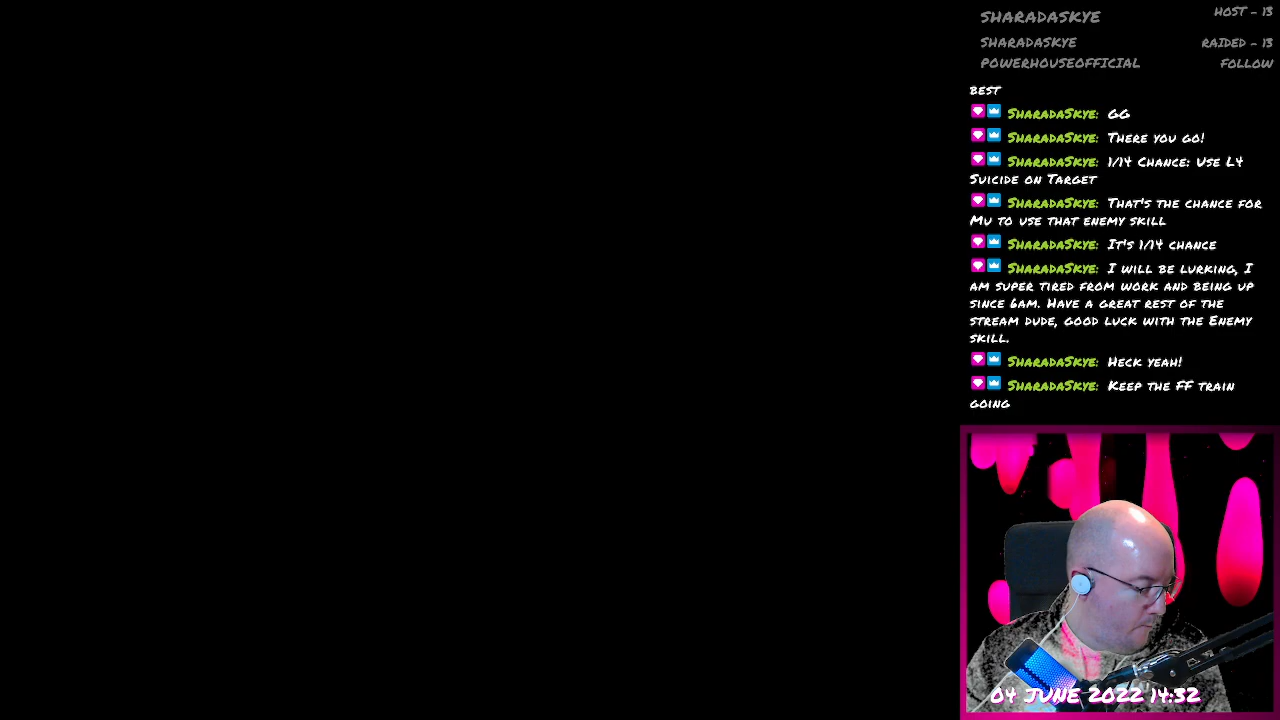 SHARADASKYE HOST - 13
SHARADASKYE RAIDED - 13
POWERHOUSEOFFICIAL FOLLOW
BEST
SHARADASKYE: GG
SHARADASKYE: THERE YOU GO!
SHARADASKYE: 1/14 CHANCE: USE L4
SUICIDE ON TARGET
SHARADASKYE: THAT'S THE CHANCE FOR
MU TO USE THAT ENEMY SKILL
SHARADASKYE: IT'S 1/14 CHANCE
SHARADASKYE: I WILL BE LURKING, I
AM SUPER TIRED FROM WORK AND BEING UP
SINCE 6AM. HAVE A GREAT REST OF THE
STREAM DUDE, GOOD LUCK WITH THE ENEMY
SKILL.
SHARADASKYE: HECK YEAH!
SHARADASKYE: KEEP THE FF TRAIN
GOING
04 JUNE 2022 14:32